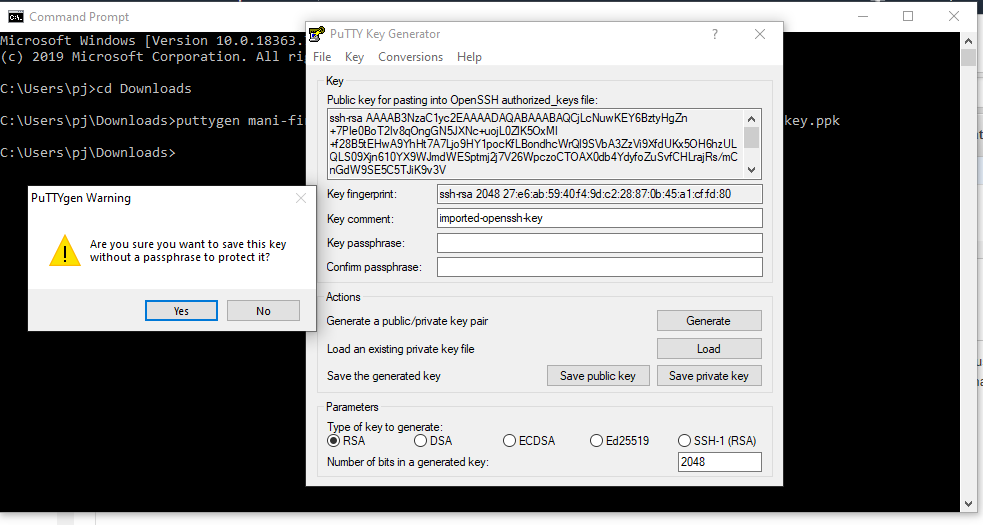 Command Prompt
Microsoft Windows [Version 10.0.18363.
(c) 2019 Microsoft Corporation. All
C:\Users\pj>cd Downloads
C:\Users\pj\Downloads>puttygen
key.ppk
C:\Users\pj\Downloads>
PuTTYgen Warning
Are you sure you want to save this key
without a passphrase to protect it?
Yes
No
PuTTY Key Generator
?
File
Key
Conversions
Help
Key
Public key for pasting into OpenSSH authorized_keys file:
ssh-rsa AAAAB3NzaC1yc2EAAAADAQABAAABAQCjLcNuwKEY6BztyHgZn
+7PIe0BoT2Iv8qOngGN5JXNc+uojL0ZlK5OxMI
+f28B5tEHwA9YhHt7A7Ljo9HY1pocKfLBondhcWrQl9SVbA3ZzVi9XfdUKx5OH6hzUL
QLS09Xjn610YX9WJmdWESptmj2j7V26WpczoCTOAX0db4YdyfoZuSvfCHLrajRs/mC
nGdW9SE5C5TJiK9v3V
Key fingerprint:
ssh-rsa 2048 27:e6:ab:59:40:f4:9d:c2:28:87:0b:45:a1:cf:fd:80
Key comment:
imported-openssh-key
Key passphrase:
Confirm passphrase:
Actions
Generate a public/private key pair
Generate
Load an existing private key file
Load
Save the generated key
Save public key
Save private key
Parameters
Type of key to generate:
RSA
DSA
ECDSA
Ed25519
SSH-1 (RSA)
Number of bits in a generated key:
2048